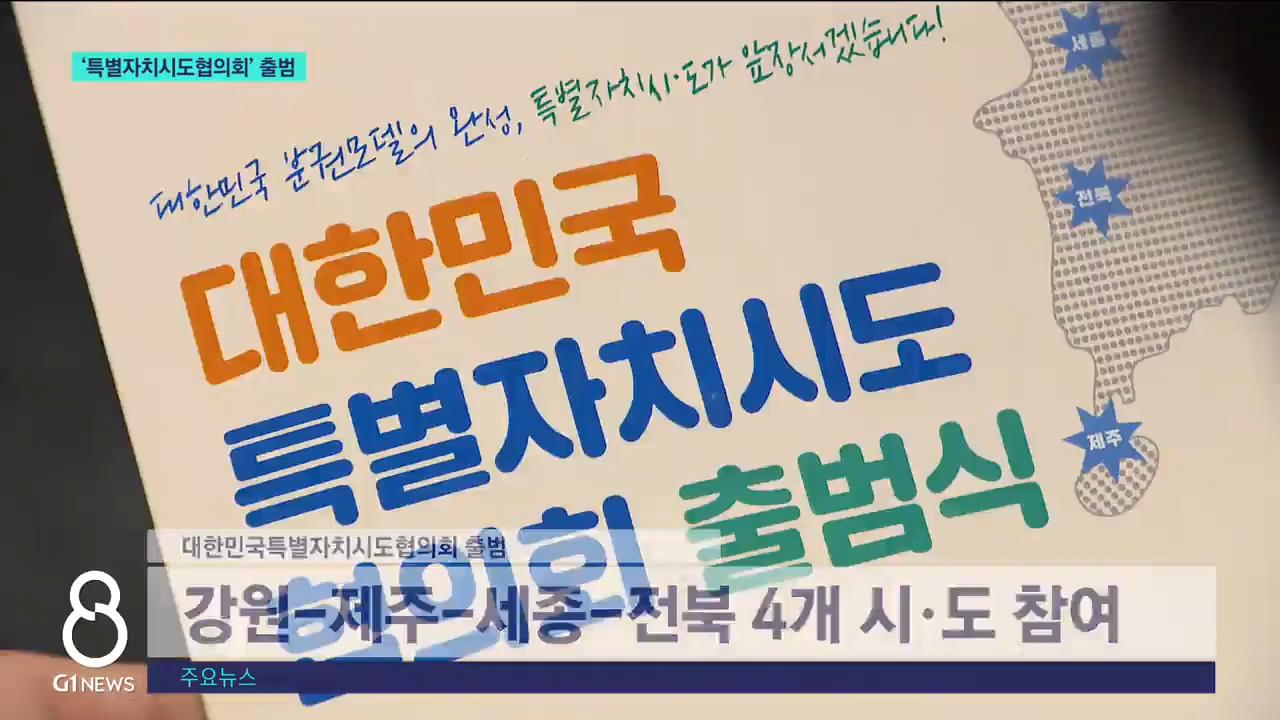 '특별자치시도협의회' 출범
대한민국 분권모델의 완성, 특별자치시·도가 앞장서겠습니다!
대한민국
특별자치시도
협의회 출범식
세종
전북
제주
대한민국특별자치시도협의회 출범
강원-제주-세종-전북 4개 시·도 참여
주요뉴스
8
G1 NEWS